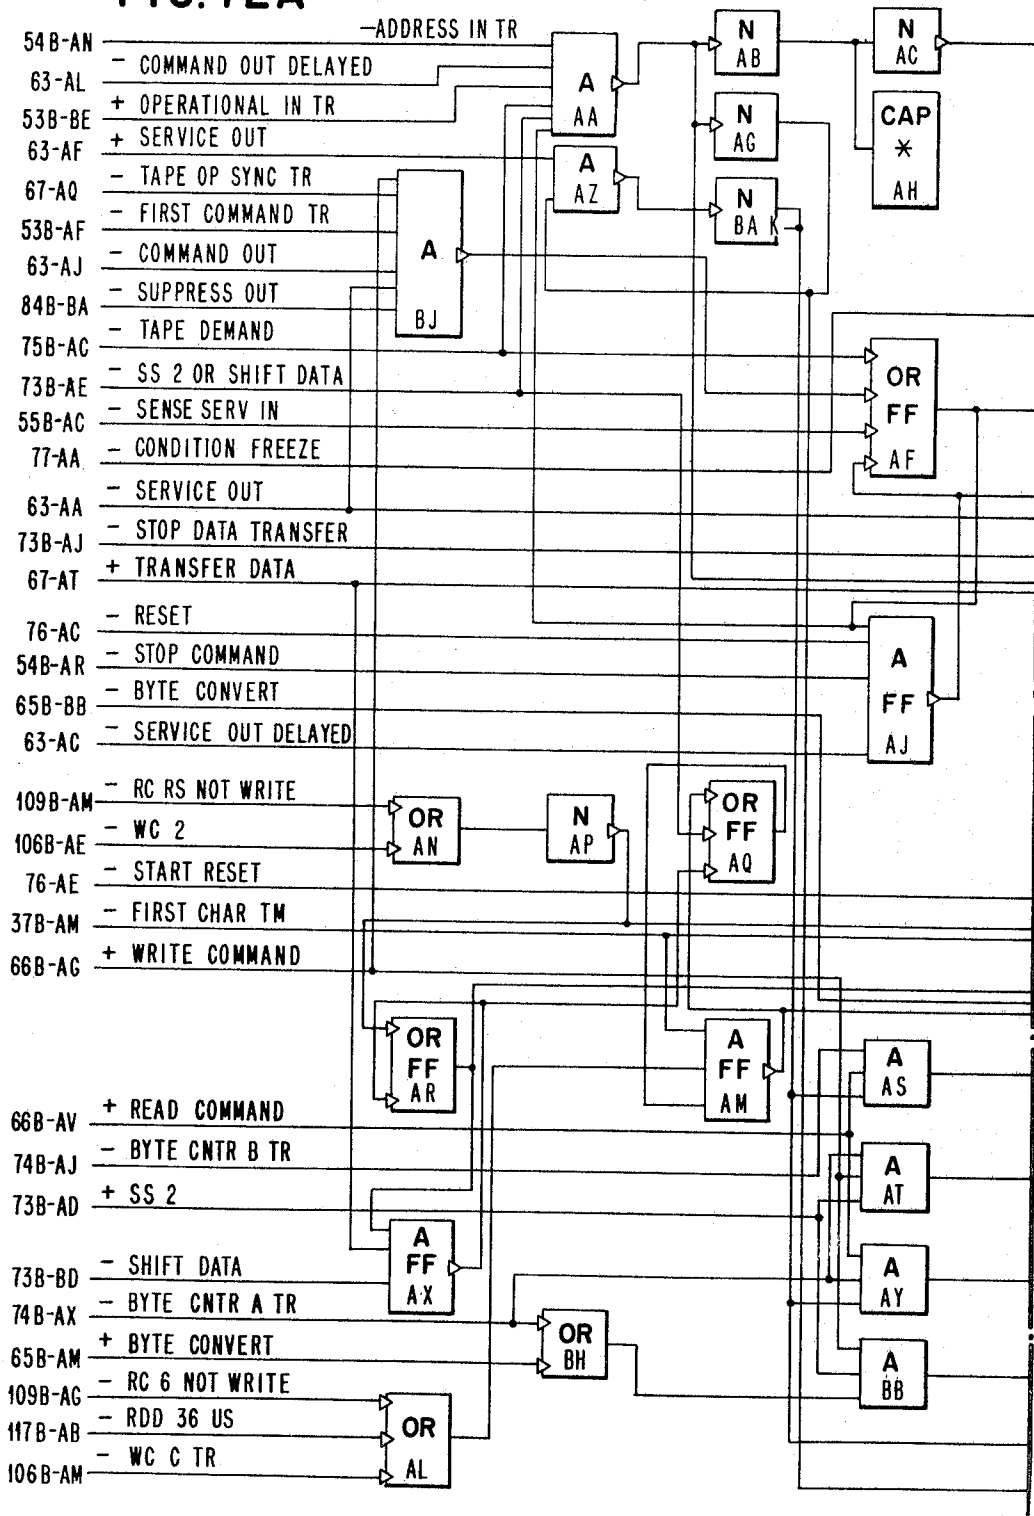 FIG. 72A
54B-AN
-ADDRESS IN TR
63-AL
- COMMAND OUT DELAYED
53B-BE
+ OPERATIONAL IN TR
63-AF
+ SERVICE OUT
67-AQ
- TAPE OP SYNC TR
53B-AF
- FIRST COMMAND TR
63-AJ
- COMMAND OUT
84B-BA
- SUPPRESS OUT
75B-AC
- TAPE DEMAND
73B-AE
- SS 2 OR SHIFT DATA
55B-AC
- SENSE SERV IN
77-AA
- CONDITION FREEZE
63-AA
- SERVICE OUT
73B-AJ
- STOP DATA TRANSFER
67-AT
+ TRANSFER DATA
76-AC
- RESET
54B-AR
- STOP COMMAND
65B-BB
- BYTE CONVERT
63-AC
- SERVICE OUT DELAYED
109B-AM
- RC RS NOT WRITE
106B-AE
- WC 2
76-AE
- START RESET
37B-AM
- FIRST CHAR TM
66B-AG
+ WRITE COMMAND
66B-AV
+ READ COMMAND
74B-AJ
- BYTE CNTR B TR
73B-AD
+ SS 2
73B-BD
- SHIFT DATA
74B-AX
- BYTE CNTR A TR
65B-AM
+ BYTE CONVERT
109B-AG
- RC 6 NOT WRITE
117B-AB
- RDD 36 US
106B-AM
- WC C TR
A
AA
A
AZ
A
BJ
N
AB
N
AC
N
AG
CAP
*
AH
N
BA K
OR
FF
AF
A
FF
AJ
OR
AN
N
AP
OR
FF
AQ
OR
FF
AR
A
FF
AM
A
AS
A
AT
A
FF
AX
A
AY
OR
BH
A
BB
OR
AL